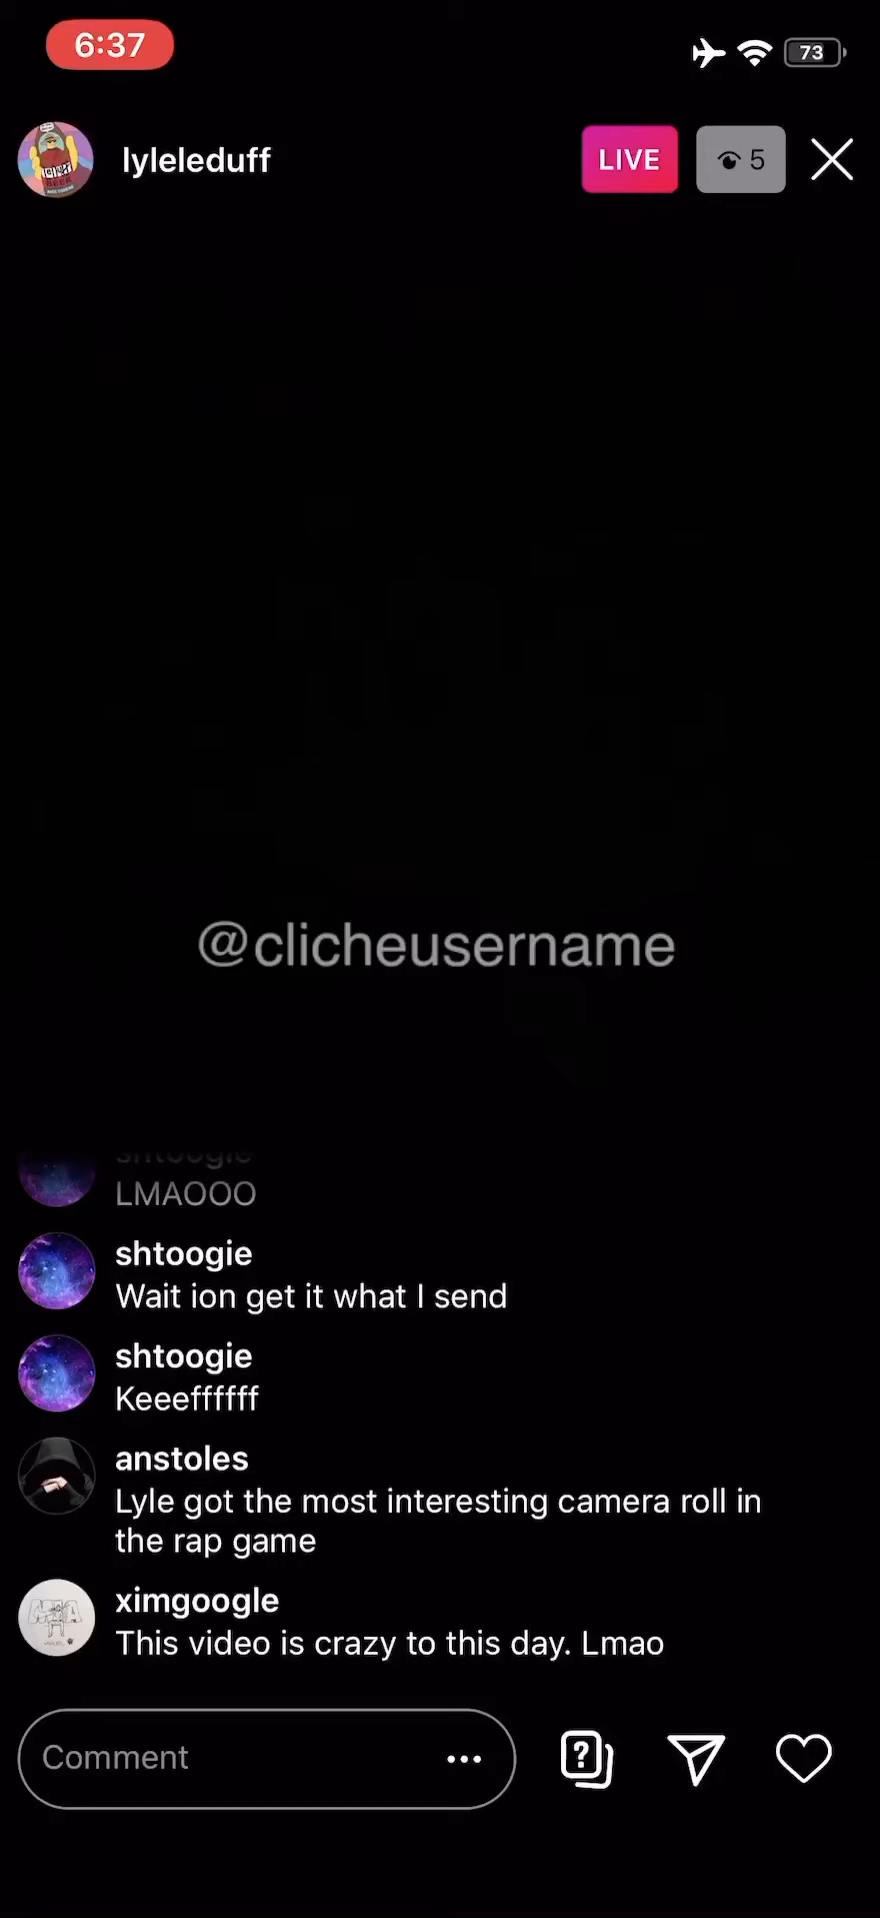 6:37
73
lyleleduff
LIVE
5
@clicheusername
shtoogie
LMAOOO
shtoogie
Wait ion get it what I send
shtoogie
Keeeffffff
anstoles
Lyle got the most interesting camera roll in
the rap game
ximgoogle
This video is crazy to this day. Lmao
Comment
?